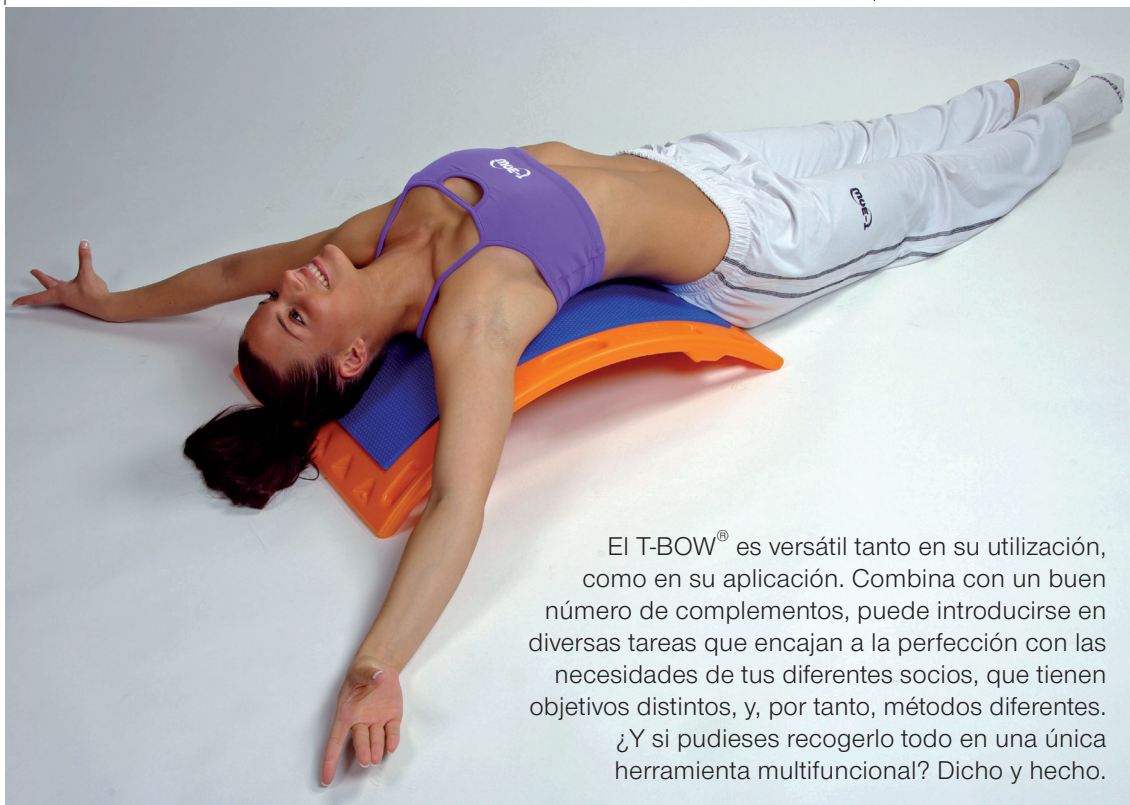 T-BOW
T-BOW
El T-BOW® es versátil tanto en su utilización,
como en su aplicación. Combina con un buen
número de complementos, puede introducirse en
diversas tareas que encajan a la perfección con las
necesidades de tus diferentes socios, que tienen
objetivos distintos, y, por tanto, métodos diferentes.
¿Y si pudieses recogerlo todo en una única
herramienta multifuncional? Dicho y hecho.